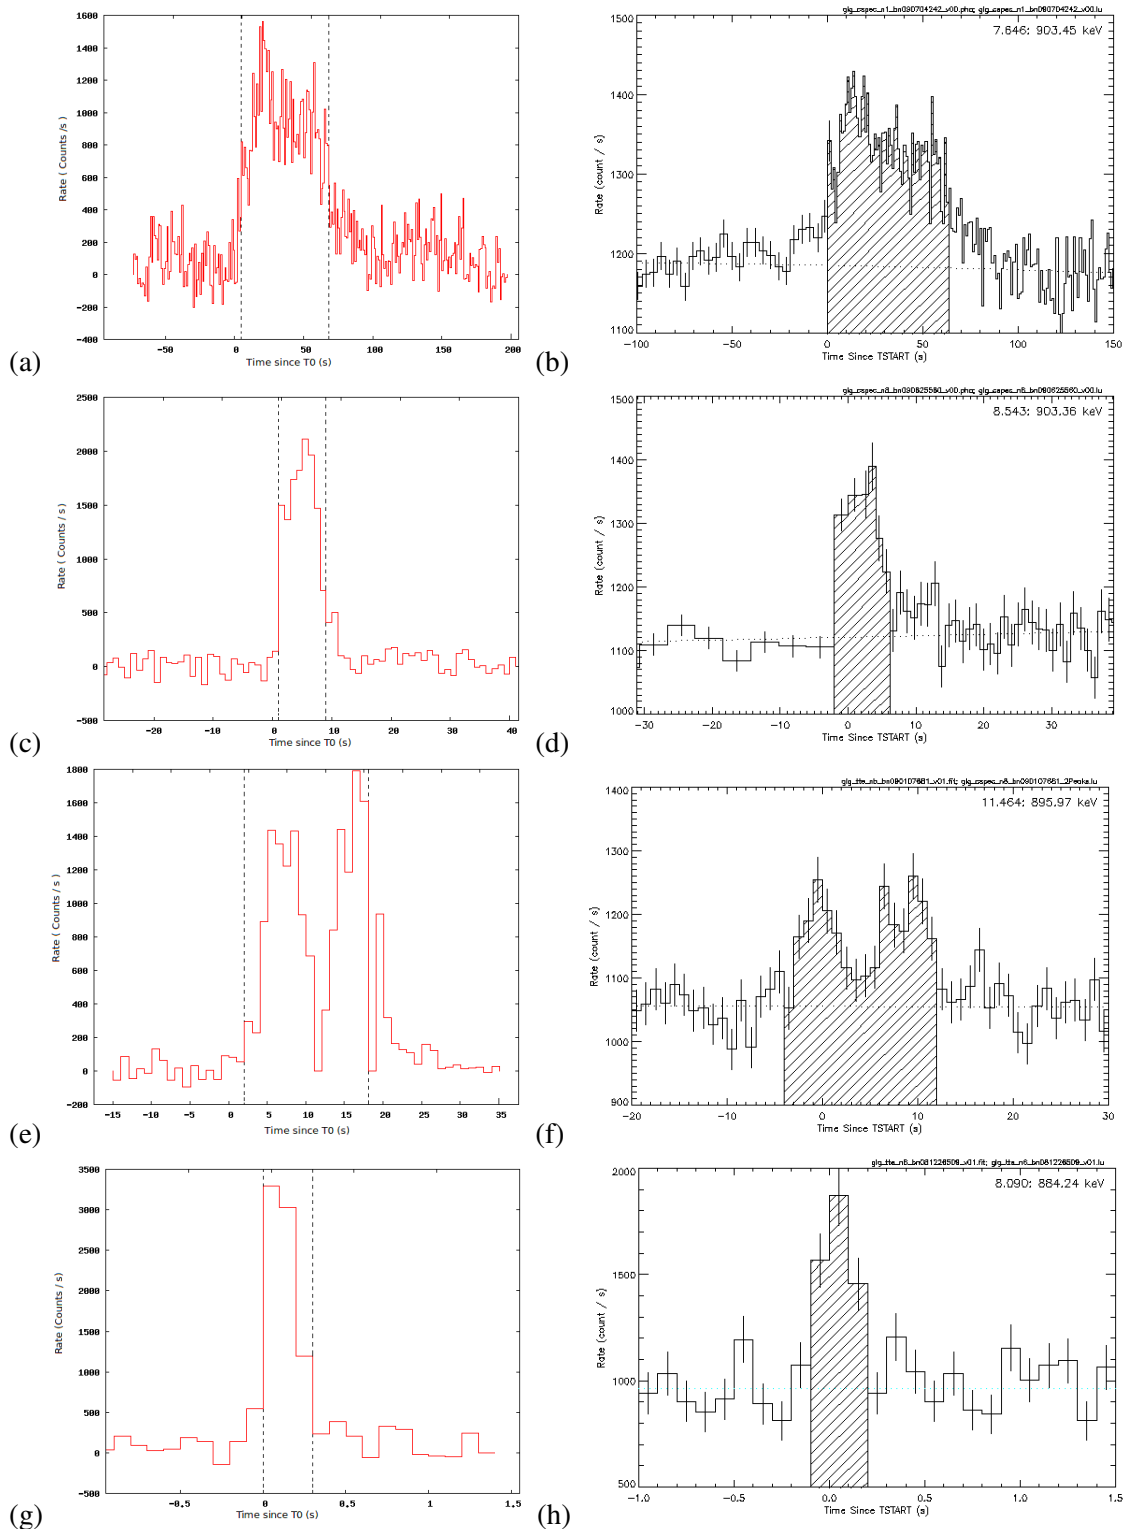 glg_cspec_n1_bn090704242_v00.pha; glg_cspec_n1_bn090704242_v00.lu
1600
1400
1200
1000
800
600
400
200
0
-200
-400
Rate ( Counts /s )
-50 0 50 100 150 200
Time since T0 (s)
(a)
7.646: 903.45 keV
1500
1400
1300
1200
1100
Rate (count / s)
-100 -50 0 50 100 150
Time Since TSTART (s)
(b)
2500
2000
1500
1000
500
0
-500
Rate ( Counts / s )
-20 -10 0 10 20 30 40
Time since T0 (s)
(c)
8.543: 903.36 keV
1500
1400
1300
1200
1100
1000
Rate (count / s)
-30 -20 -10 0 10 20 30
Time Since TSTART (s)
(d)
1800
1600
1400
1200
1000
800
600
400
200
0
-200
Rate ( Counts / s )
-15 -10 -5 0 5 10 15 20 25 30 35
Time since T0 (s)
(e)
11.464: 895.97 keV
1400
1300
1200
1100
1000
900
Rate (count / s)
-20 -10 0 10 20 30
Time Since TSTART (s)
(f)
3500
3000
2500
2000
1500
1000
500
0
-500
Rate (Counts / s)
-0.5 0 0.5 1 1.5
Time since T0 (s)
(g)
8.090: 884.24 keV
2000
1500
1000
500
Rate (count / s)
-1.0 -0.5 0.0 0.5 1.0 1.5
Time Since TSTART (s)
(h)